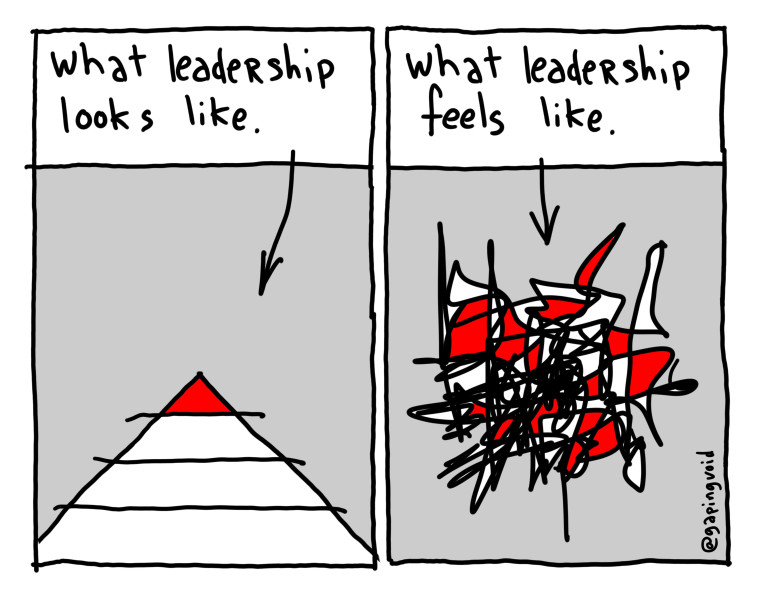 what leadership
looks like.
what leadership
feels like.
@gapingvoid